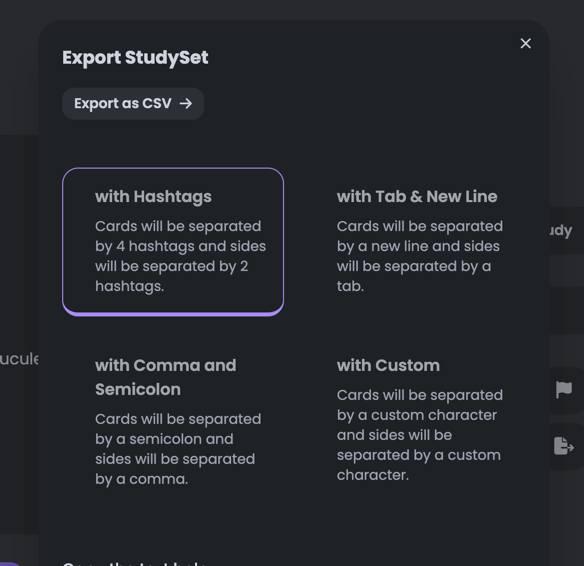 Export StudySet
Export as CSV →
with Hashtags
Cards will be separated
by 4 hashtags and sides
will be separated by 2
hashtags.
with Tab & New Line
Cards will be separated
by a new line and sides
will be separated by a
tab.
with Comma and
Semicolon
Cards will be separated
by a semicolon and
sides will be separated
by a comma.
with Custom
Cards will be separated
by a custom character
and sides will be
separated by a custom
character.